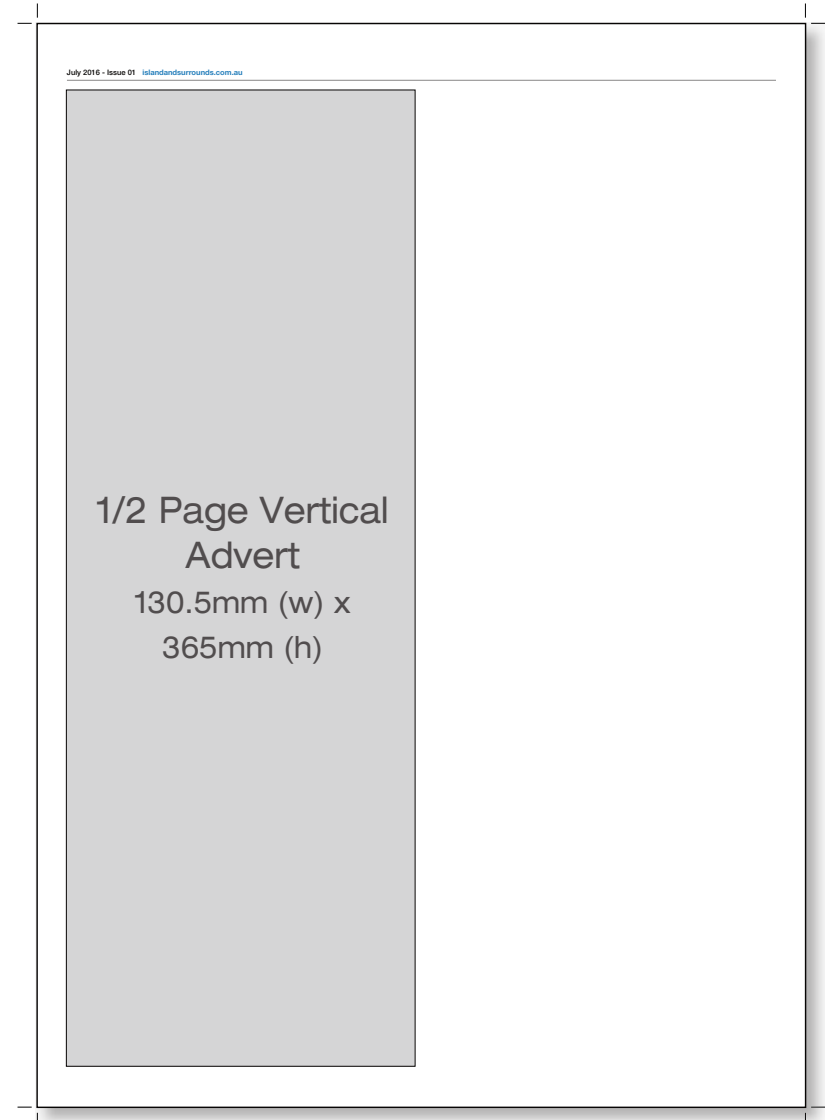 July 2016 - Issue 01 islandandsurrounds.com.au
1/2 Page Vertical
Advert
130.5mm (w) x
365mm (h)